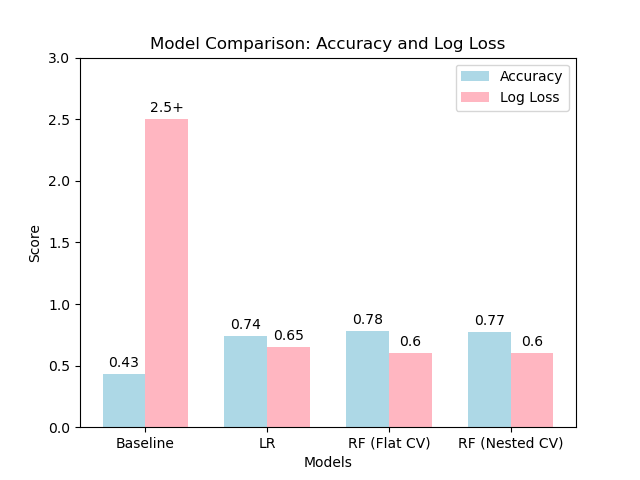 Model Comparison: Accuracy and Log Loss
Accuracy
Log Loss
Score
3.0
2.5
2.0
1.5
1.0
0.5
0.0
0.43
2.5+
0.74
0.65
0.78
0.6
0.77
0.6
Baseline
LR
RF (Flat CV)
RF (Nested CV)
Models